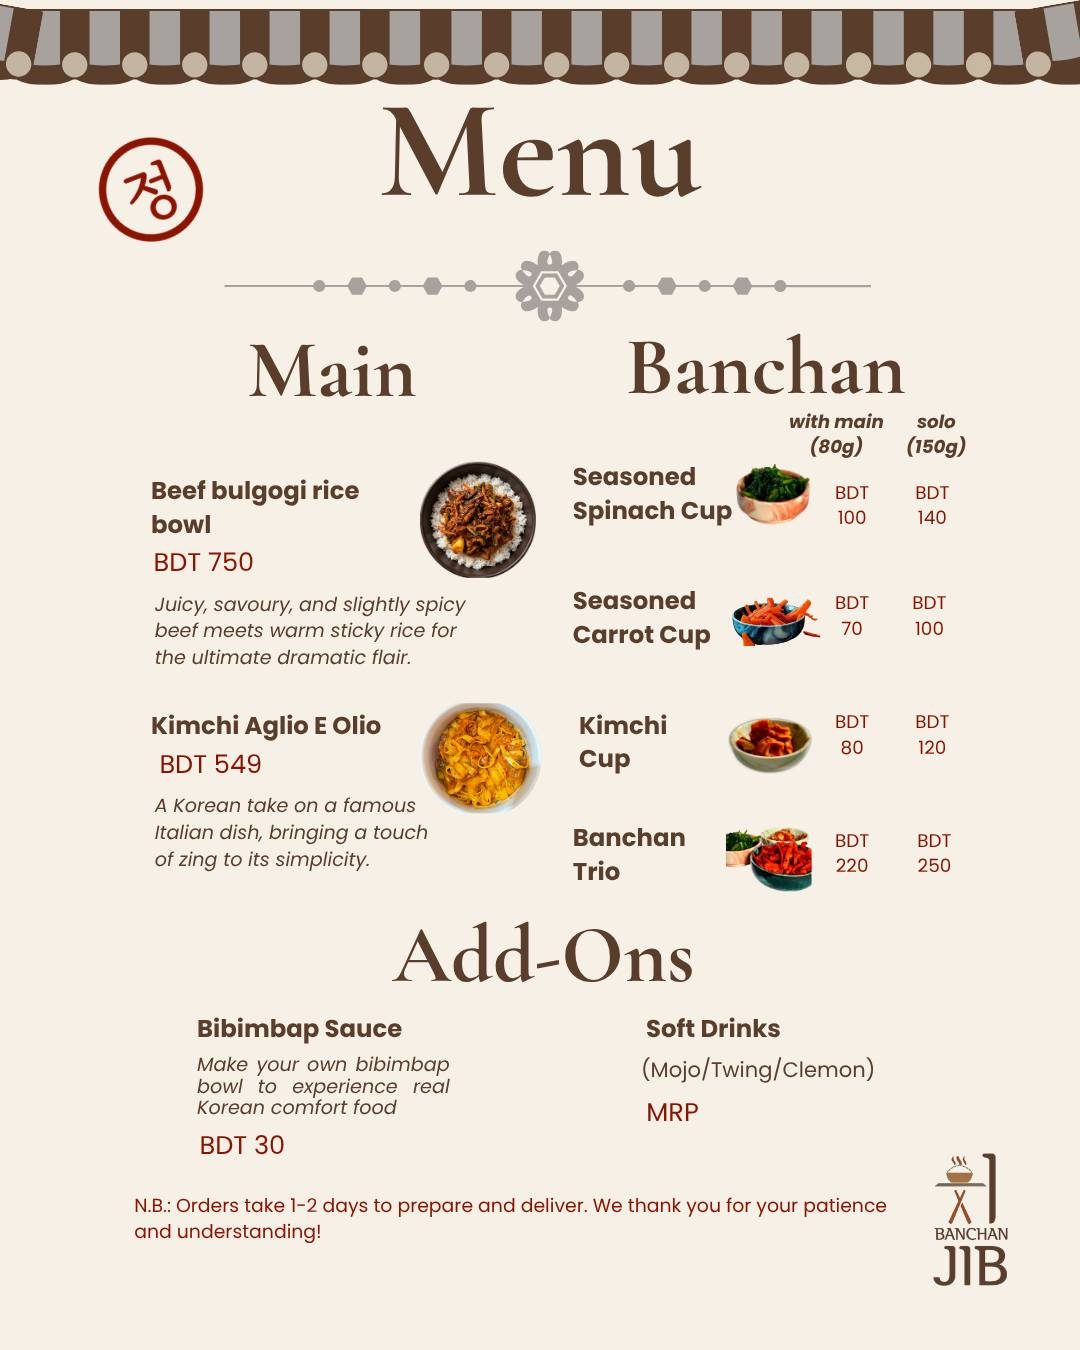 Menu
정
Main
Beef bulgogi rice
bowl
BDT 750
Juicy, savoury, and slightly spicy
beef meets warm sticky rice for
the ultimate dramatic flair.
Kimchi Aglio E Olio
BDT 549
A Korean take on a famous
Italian dish, bringing a touch
of zing to its simplicity.
Banchan
with main solo
(80g) (150g)
Seasoned
Spinach Cup
BDT BDT
100 140
Seasoned
Carrot Cup
BDT BDT
70 100
Kimchi
Cup
BDT BDT
80 120
Banchan
Trio
BDT BDT
220 250
Add-Ons
Bibimbap Sauce
Make your own bibimbap
bowl to experience real
Korean comfort food
BDT 30
Soft Drinks
(Mojo/Twing/Clemon)
MRP
N.B.: Orders take 1-2 days to prepare and deliver. We thank you for your patience
and understanding!
BANCHAN
JIB